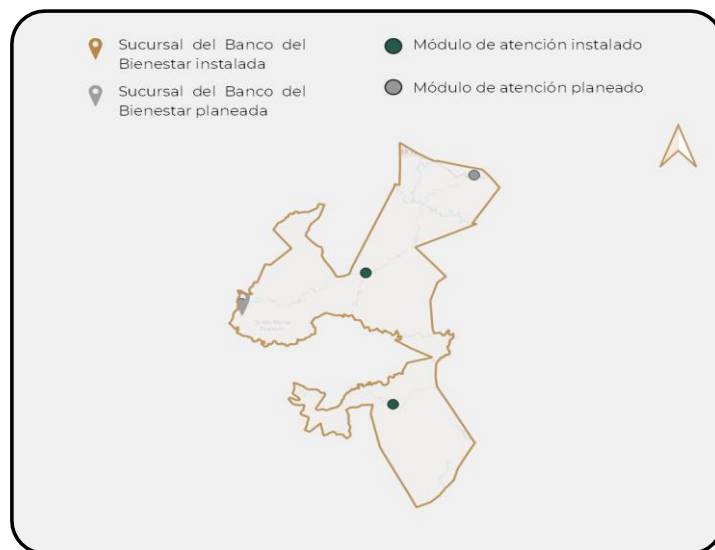 Sucursal del Banco del
Bienestar instalada
Sucursal del Banco del
Bienestar planeada
Módulo de atención instalado
Módulo de atención planeado